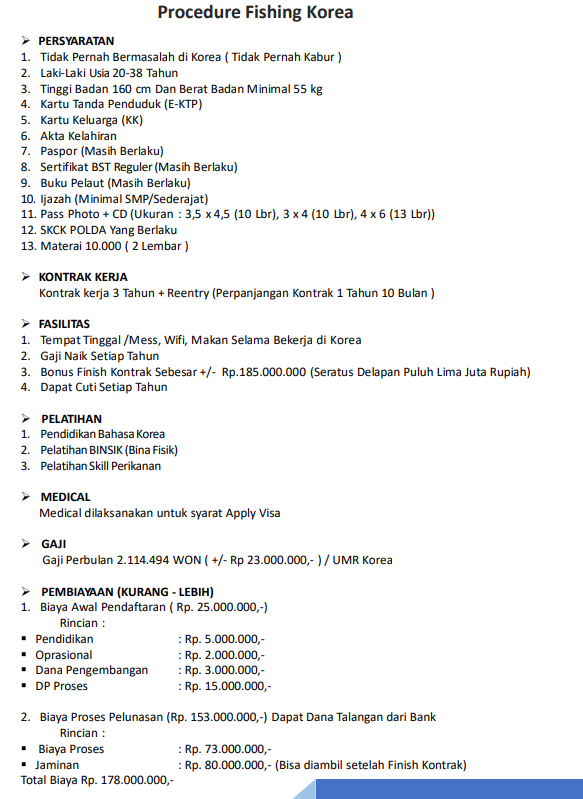 Procedure Fishing Korea
➢ PERSYARATAN
1. Tidak Pernah Bermasalah di Korea ( Tidak Pernah Kabur )
2. Laki-Laki Usia 20-38 Tahun
3. Tinggi Badan 160 cm Dan Berat Badan Minimal 55 kg
4. Kartu Tanda Penduduk (E-KTP)
5. Kartu Keluarga (KK)
6. Akta Kelahiran
7. Paspor (Masih Berlaku)
8. Sertifikat BST Reguler (Masih Berlaku)
9. Buku Pelaut (Masih Berlaku)
10. Ijazah (Minimal SMP/Sederajat)
11. Pass Photo + CD (Ukuran : 3,5 x 4,5 (10 Lbr), 3 x 4 (10 Lbr), 4 x 6 (13 Lbr))
12. SKCK POLDA Yang Berlaku
13. Materai 10.000 ( 2 Lembar )
➢ KONTRAK KERJA
Kontrak kerja 3 Tahun + Reentry (Perpanjangan Kontrak 1 Tahun 10 Bulan )
➢ FASILITAS
1. Tempat Tinggal /Mess, Wifi, Makan Selama Bekerja di Korea
2. Gaji Naik Setiap Tahun
3. Bonus Finish Kontrak Sebesar +/- Rp.185.000.000 (Seratus Delapan Puluh Lima Juta Rupiah)
4. Dapat Cuti Setiap Tahun
➢ PELATIHAN
1. Pendidikan Bahasa Korea
2. Pelatihan BINSIK (Bina Fisik)
3. Pelatihan Skill Perikanan
➢ MEDICAL
Medical dilaksanakan untuk syarat Apply Visa
➢ GAJI
Gaji Perbulan 2.114.494 WON ( +/- Rp 23.000.000,- ) / UMR Korea
➢ PEMBIAYAAN (KURANG - LEBIH)
1. Biaya Awal Pendaftaran ( Rp. 25.000.000,-)
Rincian :
▪ Pendidikan : Rp. 5.000.000,-
▪ Oprasional : Rp. 2.000.000,-
▪ Dana Pengembangan : Rp. 3.000.000,-
▪ DP Proses : Rp. 15.000.000,-
2. Biaya Proses Pelunasan (Rp. 153.000.000,-) Dapat Dana Talangan dari Bank
Rincian :
▪ Biaya Proses : Rp. 73.000.000,-
▪ Jaminan : Rp. 80.000.000,- (Bisa diambil setelah Finish Kontrak)
Total Biaya Rp. 178.000.000,-